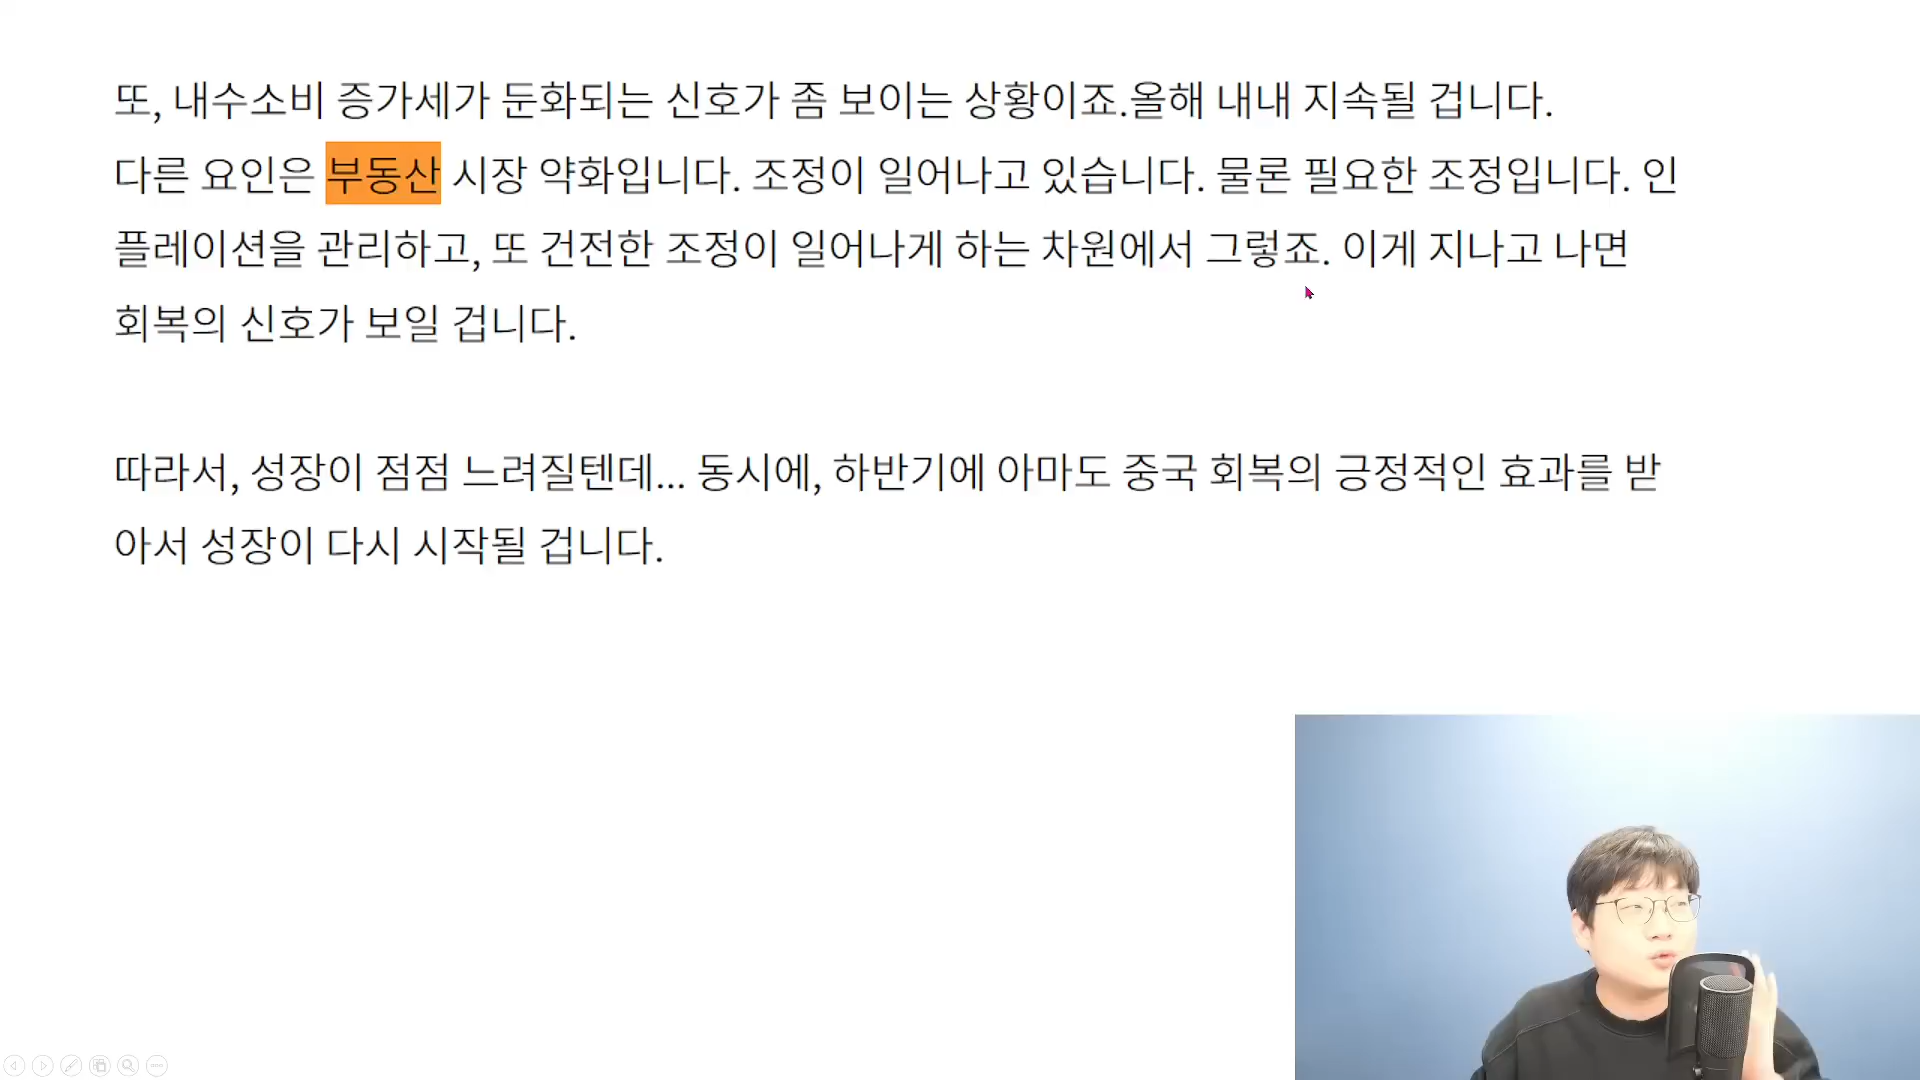 또, 내수소비 증가세가 둔화되는 신호가 좀 보이는 상황이죠.올해 내내 지속될 겁니다.
다른 요인은 부동산 시장 약화입니다. 조정이 일어나고 있습니다. 물론 필요한 조정입니다. 인
플레이션을 관리하고, 또 건전한 조정이 일어나게 하는 차원에서 그렇죠. 이게 지나고 나면
회복의 신호가 보일 겁니다.
따라서, 성장이 점점 느려질텐데... 동시에, 하반기에 아마도 중국 회복의 긍정적인 효과를 받
아서 성장이 다시 시작될 겁니다.